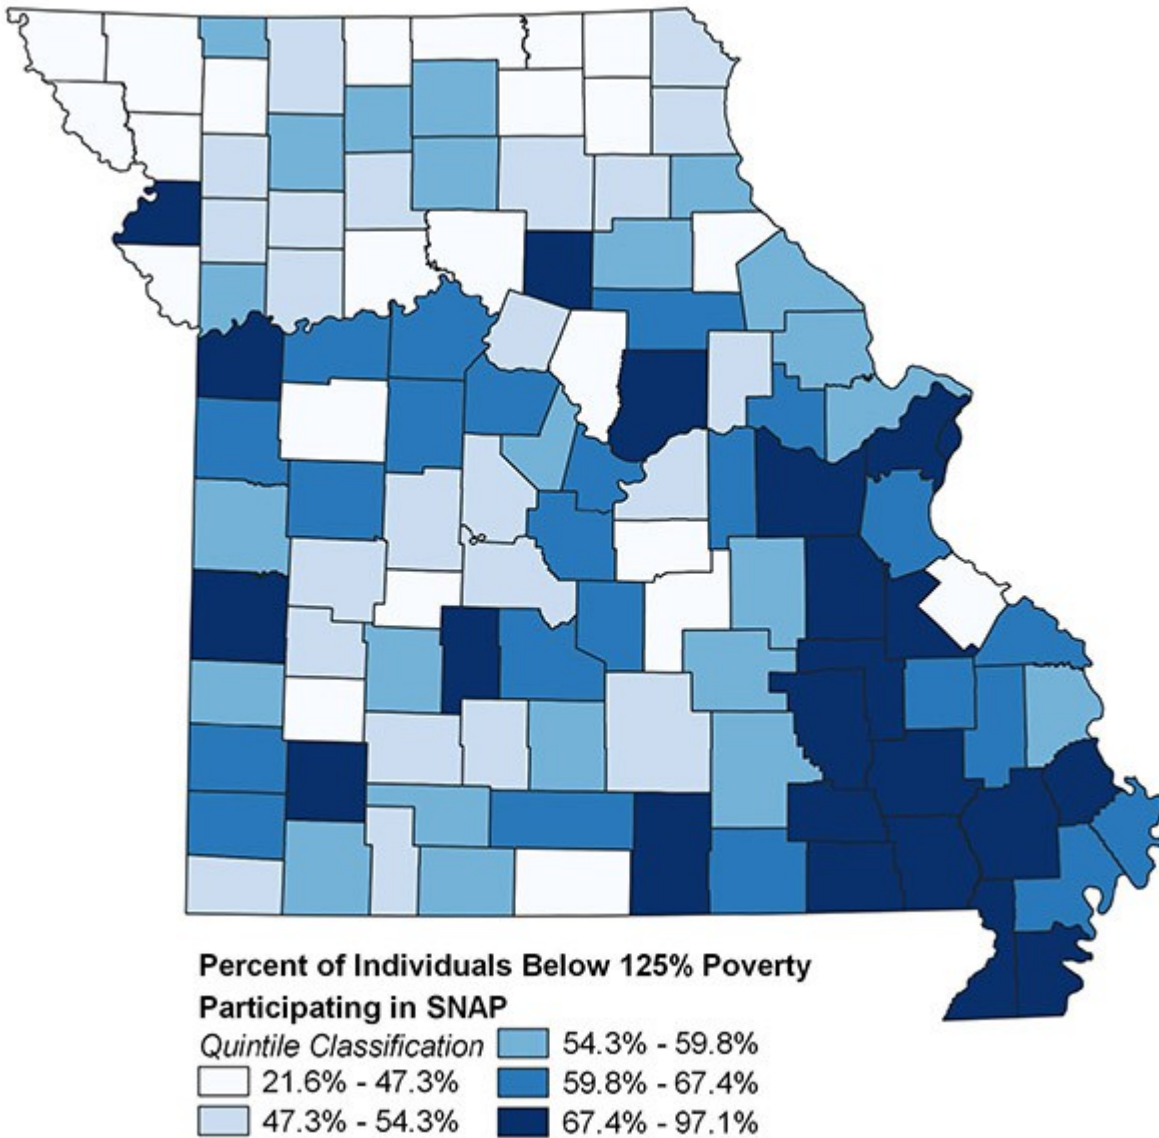 Percent of Individuals Below 125% Poverty
Participating in SNAP
Quintile Classification
21.6% - 47.3%
47.3% - 54.3%
54.3% - 59.8%
59.8% - 67.4%
67.4% - 97.1%